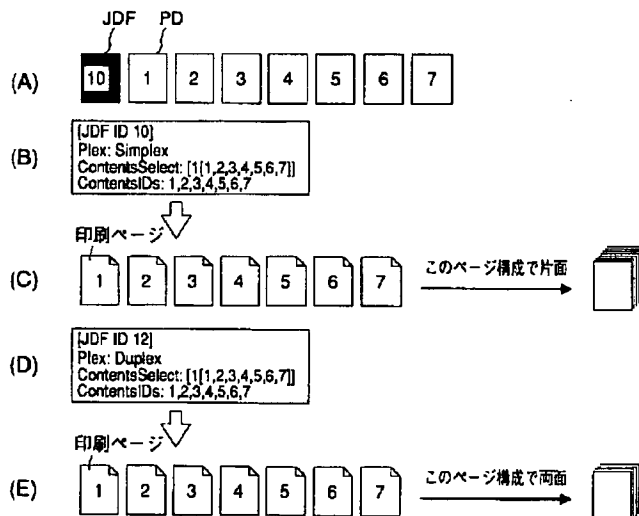 JDF PD
(A) 10 1 2 3 4 5 6 7
(B)
[JDF ID 10]
Plex: Simplex
ContentsSelect: [1[1,2,3,4,5,6,7]]
ContentsIDs: 1,2,3,4,5,6,7
印刷ページ
(C) 1 2 3 4 5 6 7 このページ構成で片面
(D)
[JDF ID 12]
Plex: Duplex
ContentsSelect: [1[1,2,3,4,5,6,7]]
ContentsIDs: 1,2,3,4,5,6,7
印刷ページ
(E) 1 2 3 4 5 6 7 このページ構成で両面